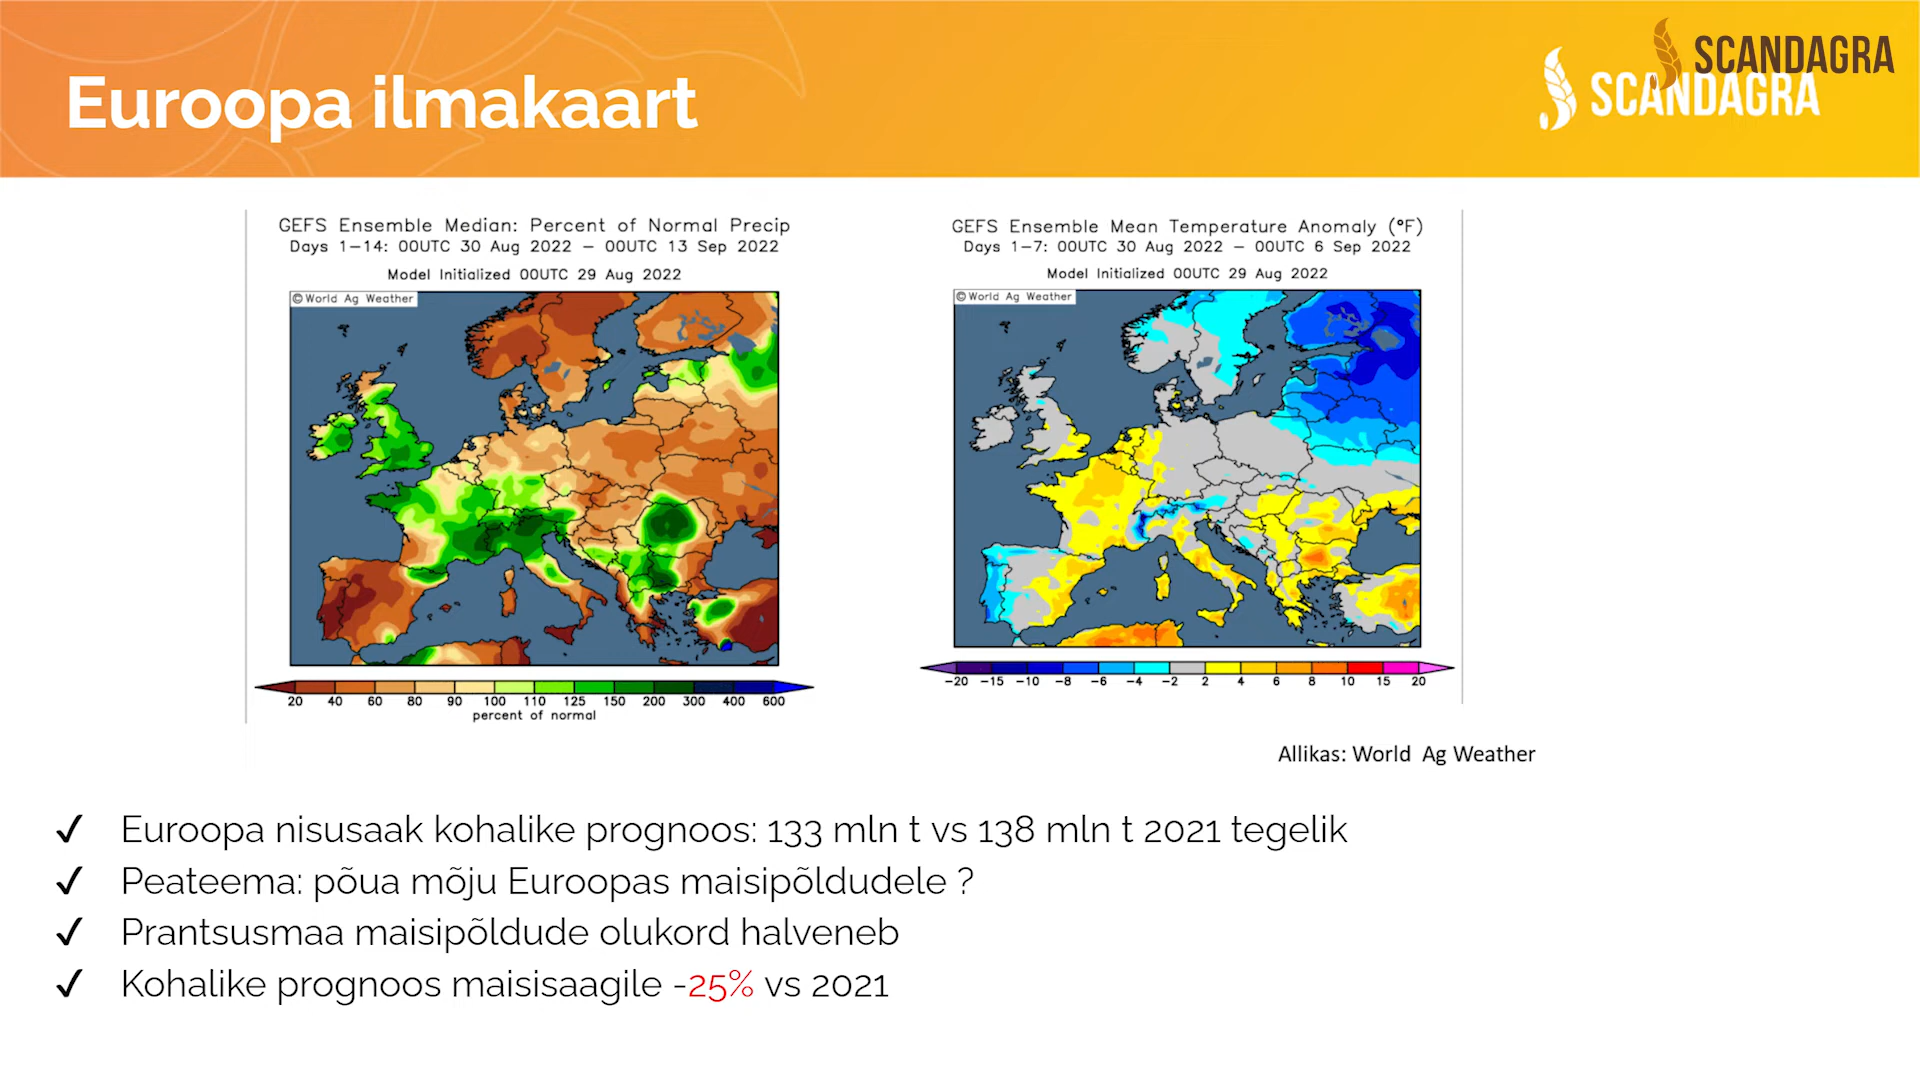 Euroopa ilmakaart
SCANDAGRA
SCANDAGRA
GEFS Ensemble Median: Percent of Normal Precip
Days 1-14: 00UTC 30 Aug 2022 - 00UTC 13 Sep 2022
Model Initialized 00UTC 29 Aug 2022
© World Ag Weather
20 40 60 80 90 100 110 125 150 200 300 400 600
percent of normal
GEFS Ensemble Mean Temperature Anomaly (°F)
Days 1-7: 00UTC 30 Aug 2022 - 00UTC 6 Sep 2022
Model Initialized 00UTC 29 Aug 2022
© World Ag Weather
-20 -15 -10 -8 -6 -4 -2 2 4 6 8 10 15 20
Allikas: World Ag Weather
✓ Euroopa nisusaak kohalike prognoos: 133 mln t vs 138 mln t 2021 tegelik
✓ Peateema: põua mõju Euroopas maisipõldudele ?
✓ Prantsusmaa maisipõldude olukord halveneb
✓ Kohalike prognoos maisisaagile -25% vs 2021